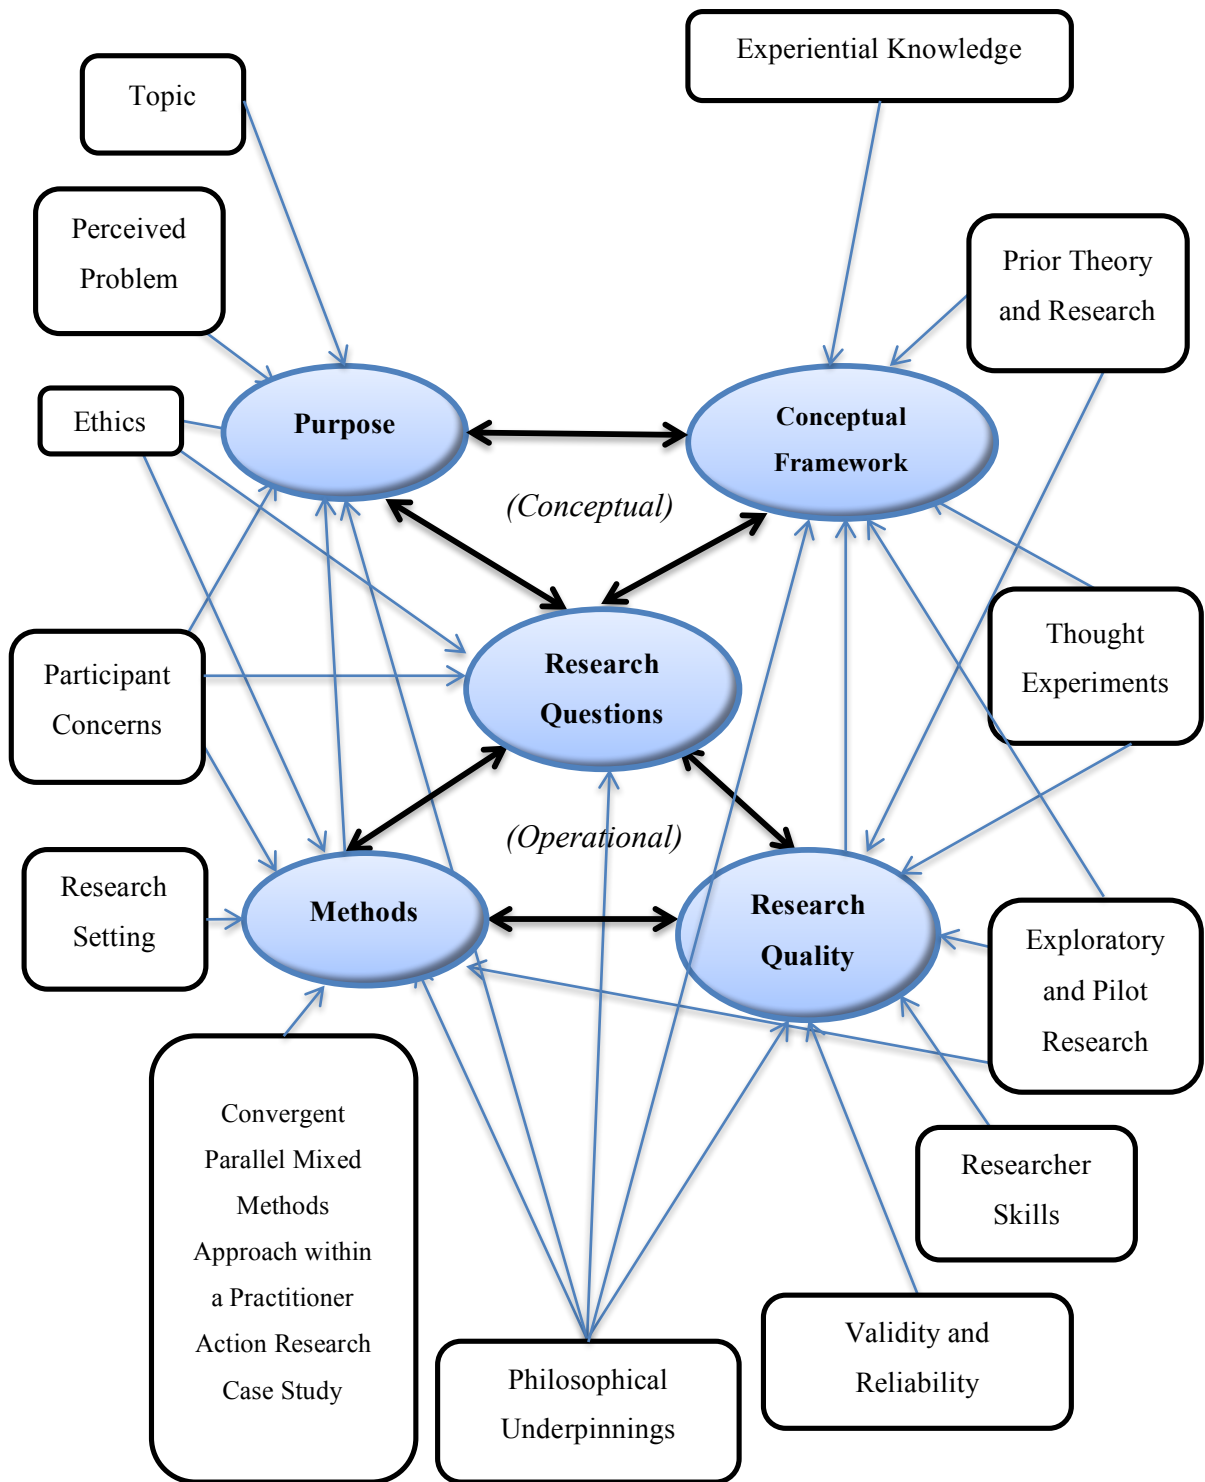 Experiential Knowledge
Topic
Perceived
Problem
Prior Theory
and Research
Ethics
Purpose
Conceptual
Framework
(Conceptual)
Participant
Concerns
Research
Questions
Thought
Experiments
(Operational)
Research
Setting
Methods
Research
Quality
Exploratory
and Pilot
Research
Convergent
Parallel Mixed
Methods
Approach within
a Practitioner
Action Research
Case Study
Researcher
Skills
Validity and
Reliability
Philosophical
Underpinnings